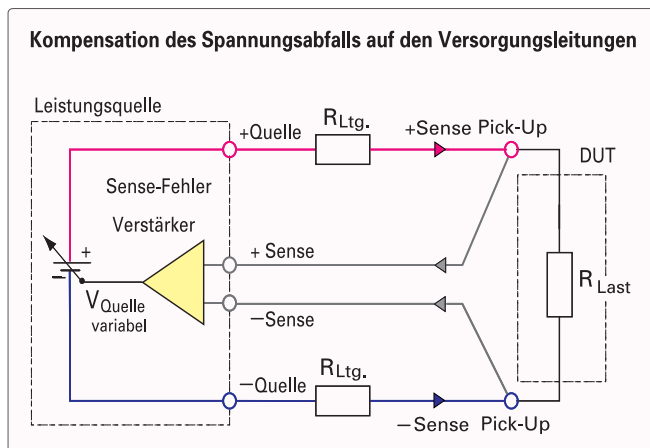 Kompensation des Spannungsabfalls auf den Versorgungsleitungen
Leistungsquelle
+Quelle
RLtg.
+Sense Pick-Up
DUT
Sense-Fehler
Verstärker
+ Sense
+
−
VQuelle
variabel
−Sense
RLast
−Quelle
RLtg.
−Sense Pick-Up